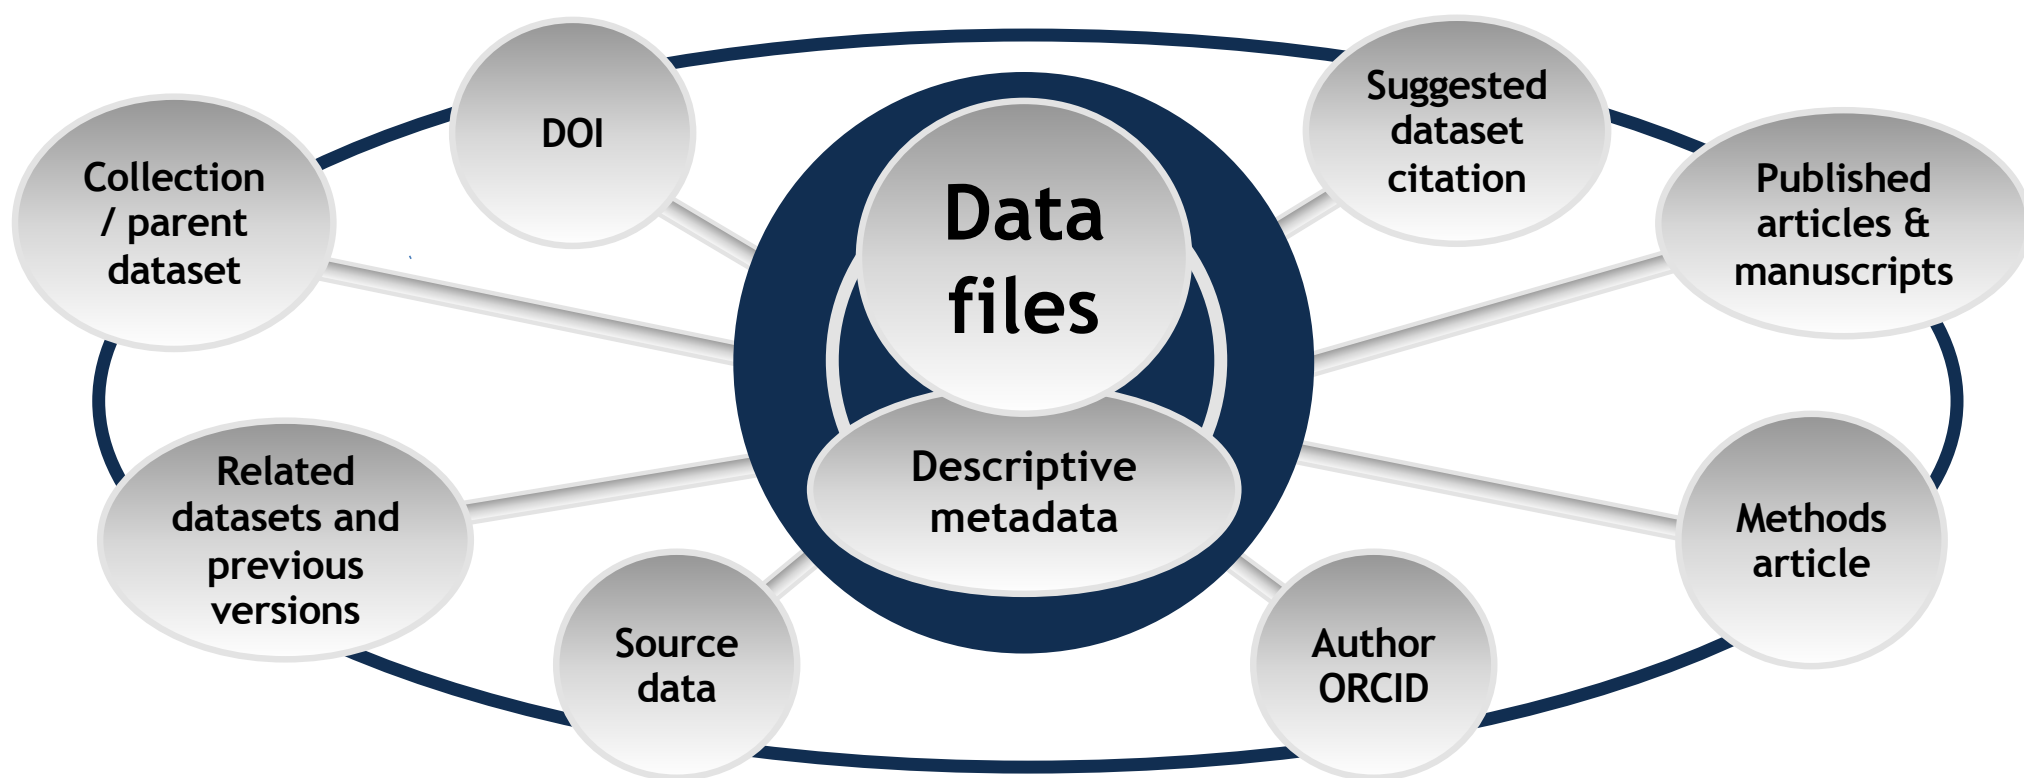 DOI
Suggested
dataset
citation
Collection
/ parent
dataset
Data
files
Published
articles &
manuscripts
Related
datasets and
previous
versions
Descriptive
metadata
Methods
article
Source
data
Author
ORCID